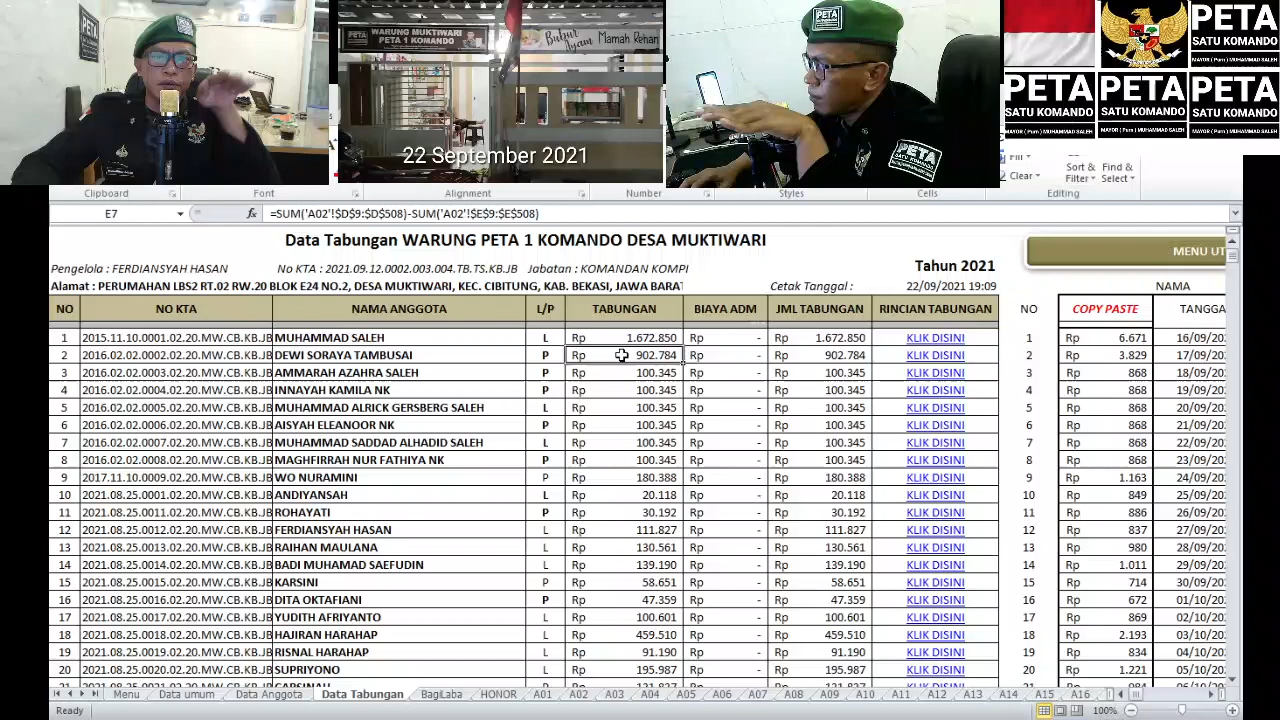 PETA
WARUNG MUKTIWARI
PETA 1 KOMANDO
Bubur Ayam Mamah Rehan
22 September 2021
PETA
SATU KOMANDO
PETA
SATU KOMANDO
MAYOR ( Purn ) MUHAMMAD SALEH
PETA
SATU KOMANDO
MAYOR ( Purn ) MUHAMMAD SALEH
PETA
SATU KOMANDO
MAYOR ( Purn ) MUHAMMAD SALEH
PETA
SATU KOMANDO
MAYOR ( Purn ) MUHAMMAD SALEH
Fill
Clear
Sort & Filter
Find & Select
Clipboard Font Alignment Number Styles Cells Editing
E7 fx =SUM('A02'!$D$9:$D$508)-SUM('A02'!$E$9:$E$508)
Data Tabungan WARUNG PETA 1 KOMANDO DESA MUKTIWARI
MENU UT
Pengelola : FERDIANSYAH HASAN No KTA : 2021.09.12.0002.003.004.TB.TS.KB.JB Jabatan : KOMANDAN KOMPI Tahun 2021
Alamat : PERUMAHAN LBS2 RT.02 RW.20 BLOK E24 NO.2, DESA MUKTIWARI, KEC. CIBITUNG, KAB. BEKASI, JAWA BARAT Cetak Tanggal : 22/09/2021 19:09 NAMA
NO NO KTA NAMA ANGGOTA L/P TABUNGAN BIAYA ADM JML TABUNGAN RINCIAN TABUNGAN NO COPY PASTE TANGGA
1 2015.11.10.0001.02.20.MW.CB.KB.JB MUHAMMAD SALEH L Rp 1.672.850 Rp - Rp 1.672.850 KLIK DISINI 1 Rp 6.671 16/09/20
2 2016.02.02.0002.02.20.MW.CB.KB.JB DEWI SORAYA TAMBUSAI P Rp 902.784 Rp - Rp 902.784 KLIK DISINI 2 Rp 3.829 17/09/20
3 2016.02.02.0003.02.20.MW.CB.KB.JB AMMARAH AZAHRA SALEH P Rp 100.345 Rp - Rp 100.345 KLIK DISINI 3 Rp 868 18/09/20
4 2016.02.02.0004.02.20.MW.CB.KB.JB INNAYAH KAMILA NK P Rp 100.345 Rp - Rp 100.345 KLIK DISINI 4 Rp 868 19/09/20
5 2016.02.02.0005.02.20.MW.CB.KB.JB MUHAMMAD ALRICK GERSBERG SALEH L Rp 100.345 Rp - Rp 100.345 KLIK DISINI 5 Rp 868 20/09/20
6 2016.02.02.0006.02.20.MW.CB.KB.JB AISYAH ELEANOOR NK P Rp 100.345 Rp - Rp 100.345 KLIK DISINI 6 Rp 868 21/09/20
7 2016.02.02.0007.02.20.MW.CB.KB.JB MUHAMMAD SADDAD ALHADID SALEH L Rp 100.345 Rp - Rp 100.345 KLIK DISINI 7 Rp 868 22/09/20
8 2016.02.02.0008.02.20.MW.CB.KB.JB MAGHFIRRAH NUR FATHIYA NK P Rp 100.345 Rp - Rp 100.345 KLIK DISINI 8 Rp 868 23/09/20
9 2017.11.10.0009.02.20.MW.CB.KB.JB WO NURAMINI P Rp 180.388 Rp - Rp 180.388 KLIK DISINI 9 Rp 1.163 24/09/20
10 2021.08.25.0001.02.20.MW.CB.KB.JB ANDIYANSAH L Rp 20.118 Rp - Rp 20.118 KLIK DISINI 10 Rp 849 25/09/20
11 2021.08.25.0011.02.20.MW.CB.KB.JB ROHAYATI P Rp 30.192 Rp - Rp 30.192 KLIK DISINI 11 Rp 886 26/09/20
12 2021.08.25.0012.02.20.MW.CB.KB.JB FERDIANSYAH HASAN L Rp 111.827 Rp - Rp 111.827 KLIK DISINI 12 Rp 837 27/09/20
13 2021.08.25.0013.02.20.MW.CB.KB.JB RAIHAN MAULANA L Rp 130.561 Rp - Rp 130.561 KLIK DISINI 13 Rp 980 28/09/20
14 2021.08.25.0014.02.20.MW.CB.KB.JB BADI MUHAMAD SAEFUDIN L Rp 139.190 Rp - Rp 139.190 KLIK DISINI 14 Rp 1.011 29/09/20
15 2021.08.25.0015.02.20.MW.CB.KB.JB KARSINI P Rp 58.651 Rp - Rp 58.651 KLIK DISINI 15 Rp 714 30/09/20
16 2021.08.25.0016.02.20.MW.CB.KB.JB DITA OKTAFIANI P Rp 47.359 Rp - Rp 47.359 KLIK DISINI 16 Rp 672 01/10/20
17 2021.08.25.0017.02.20.MW.CB.KB.JB YUDITH AFRIYANTO L Rp 100.601 Rp - Rp 100.601 KLIK DISINI 17 Rp 869 02/10/20
18 2021.08.25.0018.02.20.MW.CB.KB.JB HAJIRAN HARAHAP L Rp 459.510 Rp - Rp 459.510 KLIK DISINI 18 Rp 2.193 03/10/20
19 2021.08.25.0019.02.20.MW.CB.KB.JB RISNAL HARAHAP L Rp 91.190 Rp - Rp 91.190 KLIK DISINI 19 Rp 834 04/10/20
20 2021.08.25.0020.02.20.MW.CB.KB.JB SUPRIYONO L Rp 195.987 Rp - Rp 195.987 KLIK DISINI 20 Rp 1.221 05/10/20
Menu Data umum Data Anggota Data Tabungan BagiLaba HONOR A01 A02 A03 A04 A05 A06 A07 A08 A09 A10 A11 A12 A13 A14 A15 A16
Ready 100%